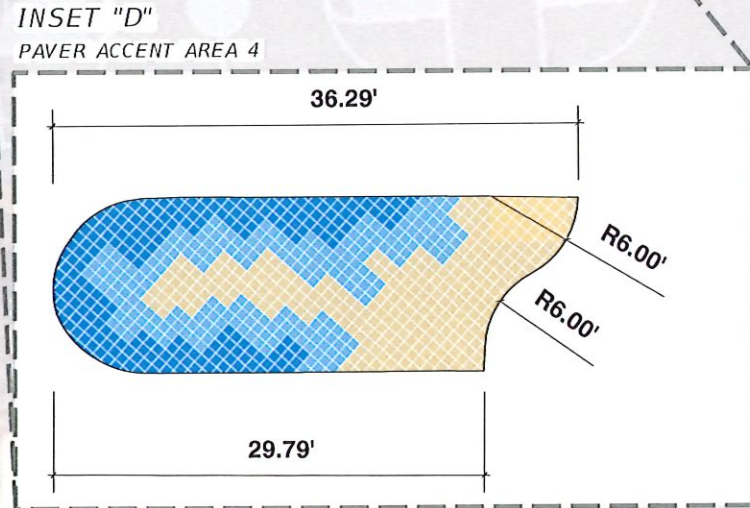 INSET "D"
PAVER ACCENT AREA 4
36.29'
R6.00'
R6.00'
29.79'